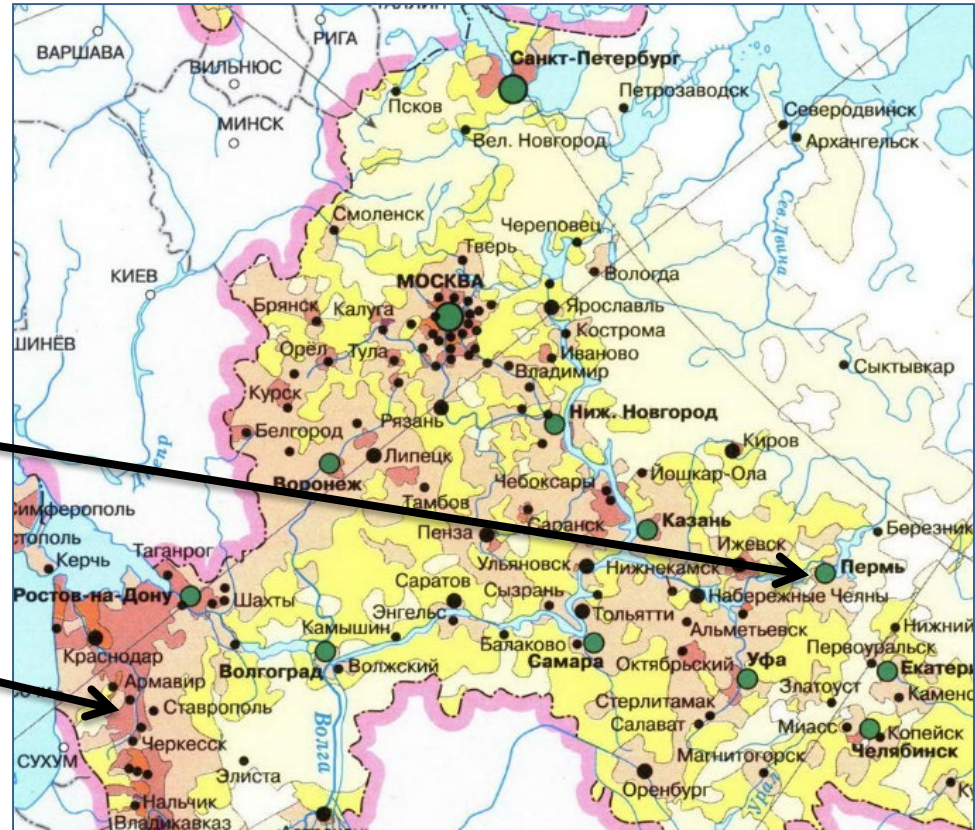 ТАЛЛИН
РИГА
ВАРШАВА
ВИЛЬНЮС
МИНСК
Санкт-Петербург
Петрозаводск
Псков
Вел. Новгород
Северодвинск
Архангельск
Сев.Двина
Смоленск
Череповец
Тверь
Вологда
КИЕВ
МОСКВА
Брянск
Калуга
Ярославль
Кострома
ШИНЁВ
Орёл
Тула
Иваново
Владимир
Сыктывкар
Курск
Рязань
Ниж. Новгород
Белгород
Липецк
Киров
Днепр
Воронеж
Чебоксары
Йошкар-Ола
Тамбов
Симферополь
Саранск
Казань
Березник
стополь
Пенза
Ижевск
Керчь
Таганрог
Ульяновск
Нижнекамск
Пермь
Ростов-на-Дону
Шахты
Саратов
Сызрань
Набережные Челны
Энгельс
Тольятти
Камышин
Альметьевск
Нижний
Краснодар
Балаково
Первоуральск
Волгоград
Волжский
Самара
Октябрьский
Уфа
Екатери
Армавир
Златоуст
Каменс
Ставрополь
Стерлитамак
Салават
Миасс
Копейск
Черкесск
Волга
Челябинск
СУХУМ
Элиста
Магнитогорск
Оренбург
Урал
Нальчик
Владикавказ